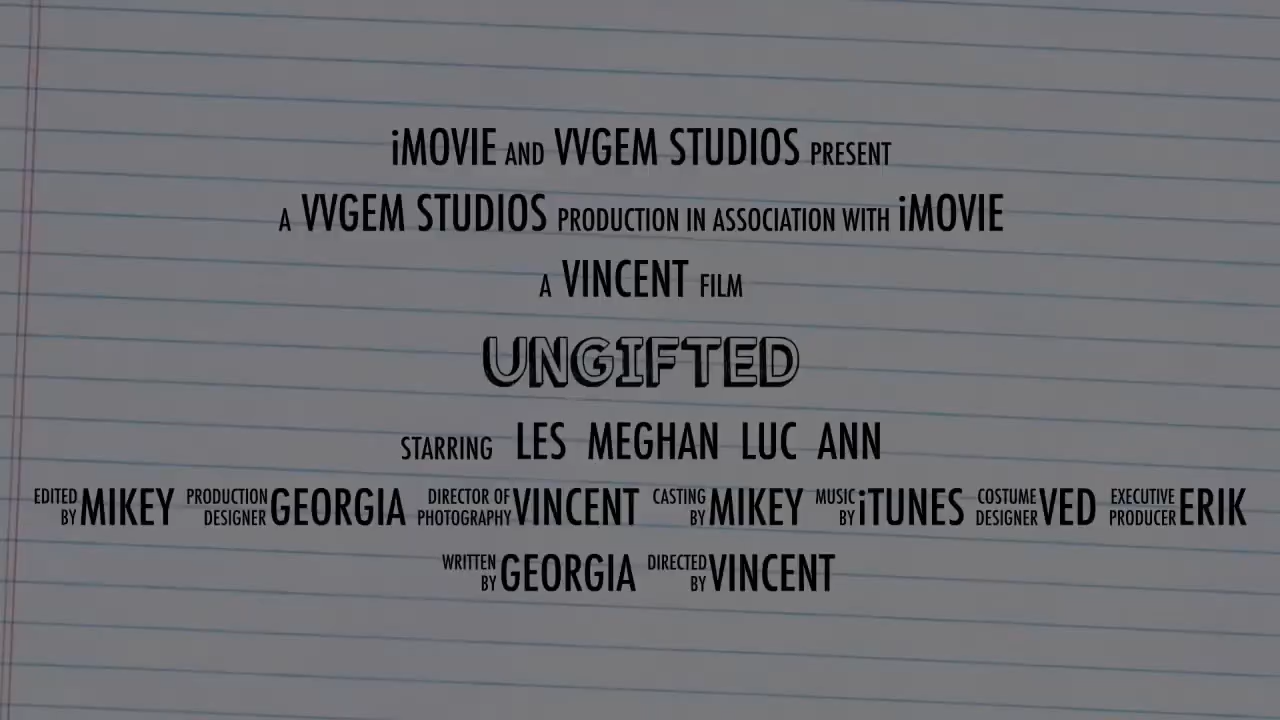 iMOVIE AND VVGEM STUDIOS PRESENT
A VVGEM STUDIOS PRODUCTION IN ASSOCIATION WITH iMOVIE
A VINCENT FILM
UNGIFTED
STARRING LES MEGHAN LUC ANN
EDITED BY MIKEY PRODUCTION DESIGNER GEORGIA DIRECTOR OF PHOTOGRAPHY VINCENT CASTING BY MIKEY MUSIC BY iTUNES COSTUME DESIGNER VED EXECUTIVE PRODUCER ERIK
WRITTEN BY GEORGIA DIRECTED BY VINCENT